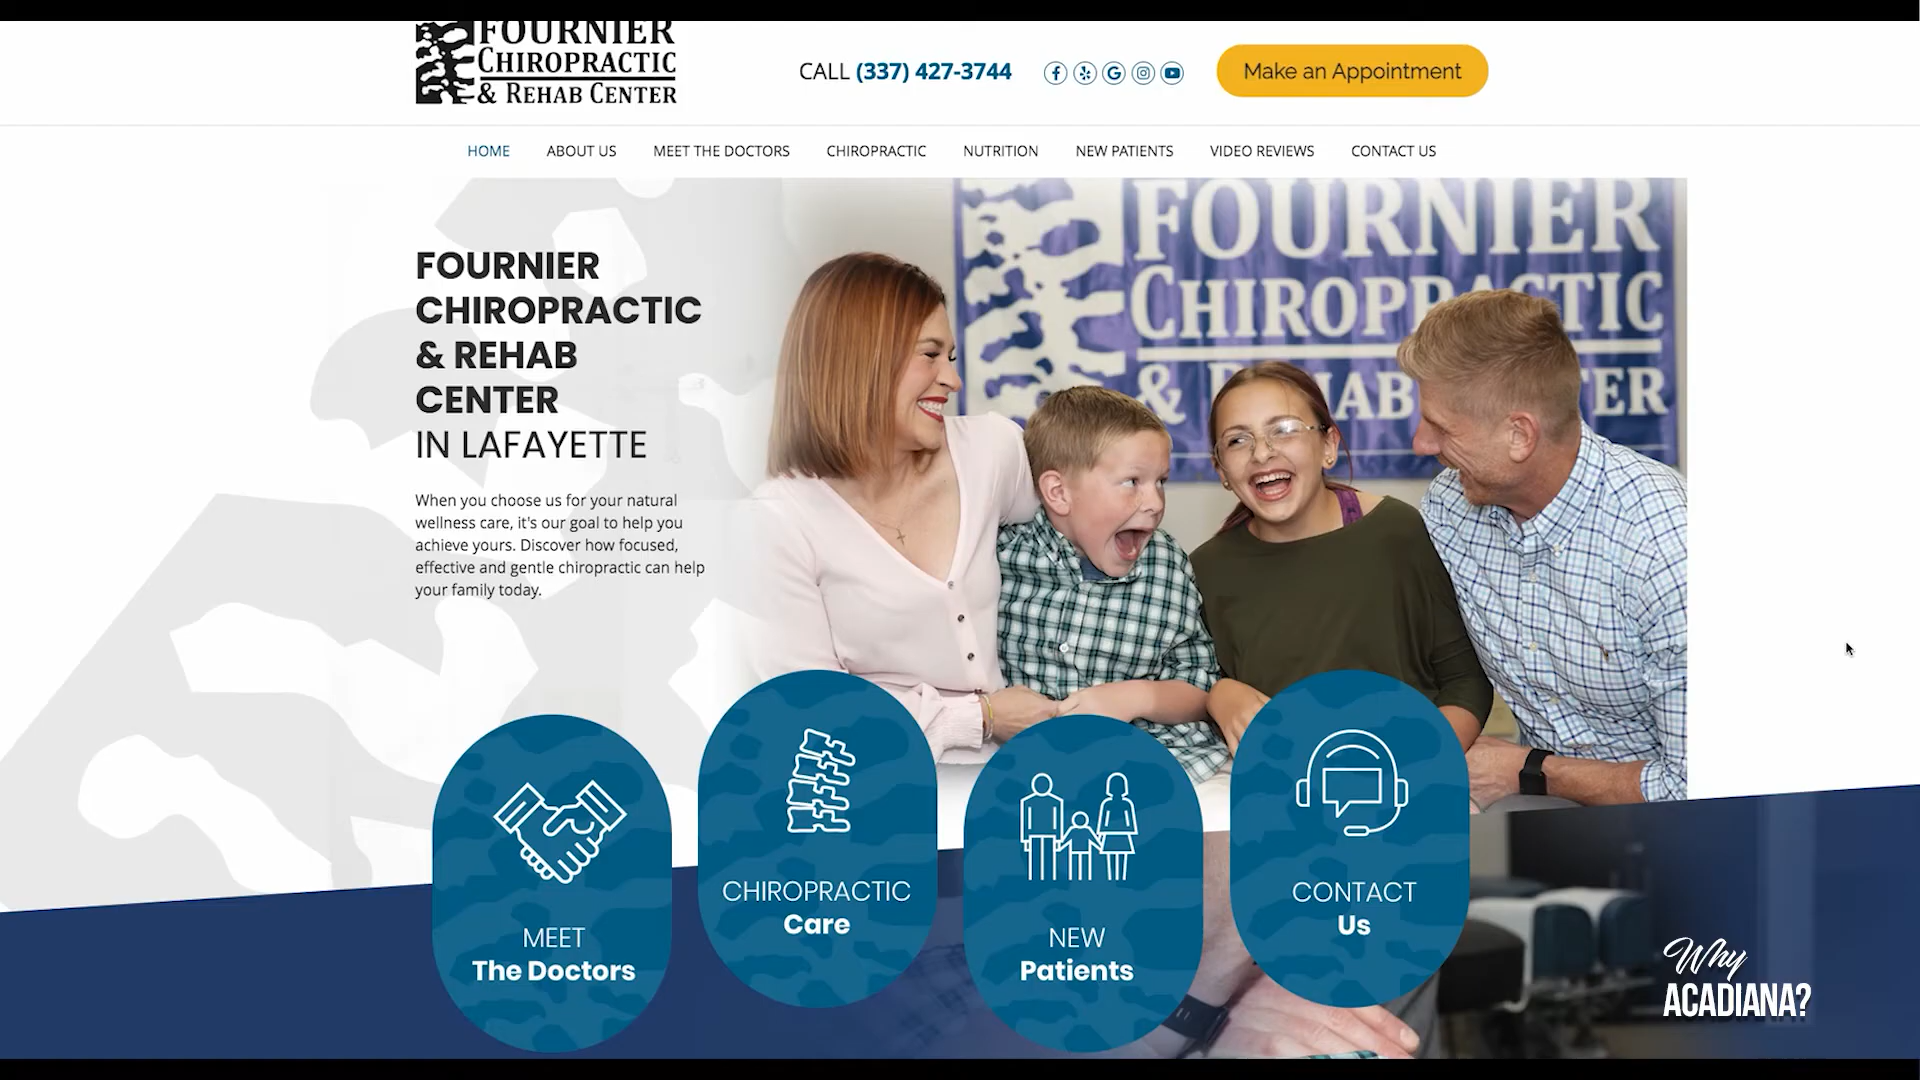 FOURNIER
CHIROPRACTIC
& REHAB CENTER
CALL (337) 427-3744
Make an Appointment
HOME ABOUT US MEET THE DOCTORS CHIROPRACTIC NUTRITION NEW PATIENTS VIDEO REVIEWS CONTACT US
FOURNIER
CHIROPRACTIC
& REHAB
CENTER
IN LAFAYETTE
When you choose us for your natural
wellness care, it's our goal to help you
achieve yours. Discover how focused,
effective and gentle chiropractic can help
your family today.
FOURNIER
CHIROPRACTIC
& REHAB CENTER
MEET
The Doctors
CHIROPRACTIC
Care
NEW
Patients
CONTACT
Us
Why
ACADIANA?